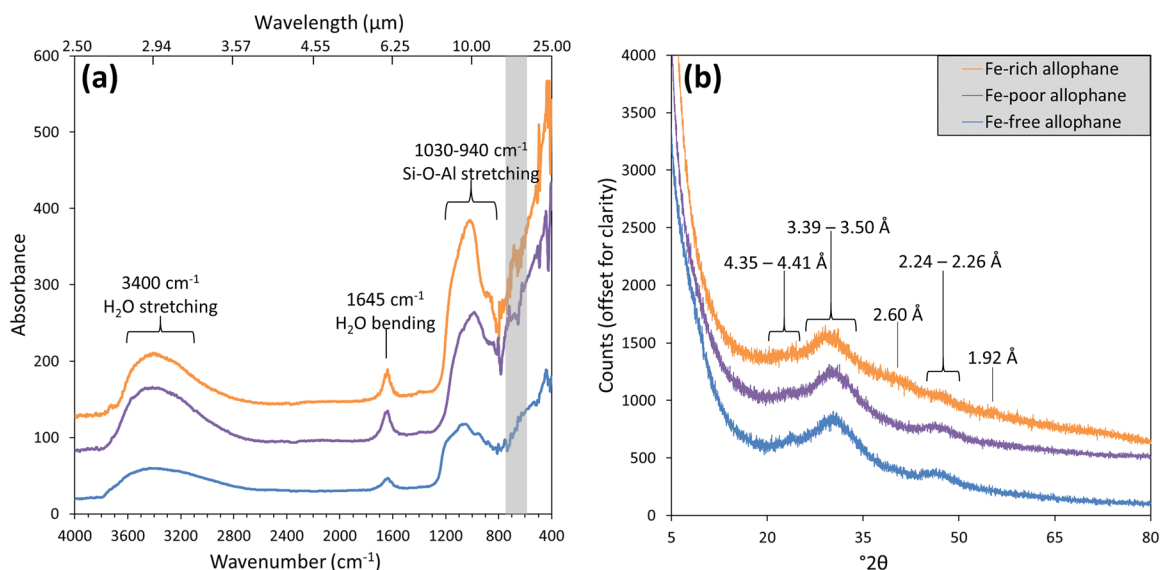 Wavelength (µm)
2.50 2.94 3.57 4.55 6.25 10.00 25.00
(a)
600
500
400
300
200
100
0
Absorbance
1030-940 cm-1
Si-O-Al stretching
3400 cm-1
H2O stretching
1645 cm-1
H2O bending
4000 3600 3200 2800 2400 2000 1600 1200 800 400
Wavenumber (cm-1)
(b)
4000
3500
3000
2500
2000
1500
1000
500
0
Counts (offset for clarity)
Fe-rich allophane
Fe-poor allophane
Fe-free allophane
3.39 – 3.50 Å
4.35 – 4.41 Å
2.24 – 2.26 Å
2.60 Å
1.92 Å
5 20 35 50 65 80
°2θ